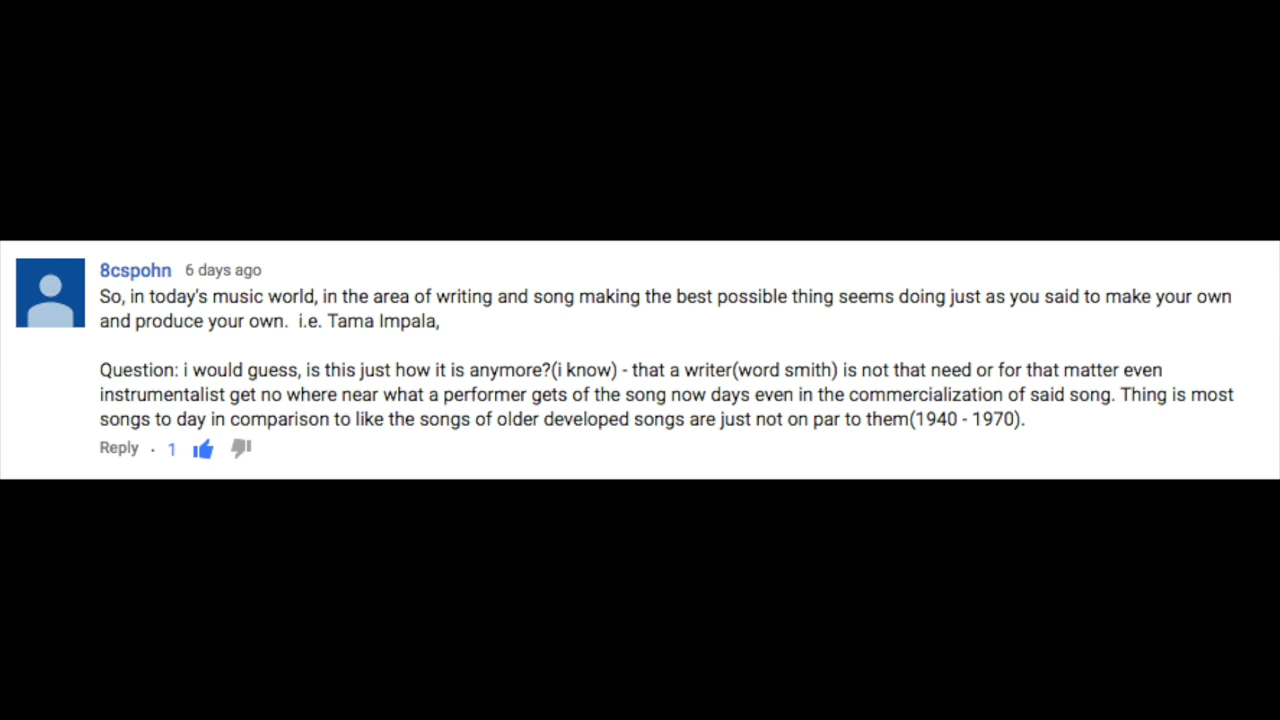 8cspohn 6 days ago
So, in today's music world, in the area of writing and song making the best possible thing seems doing just as you said to make your own
and produce your own.  i.e. Tama Impala,
Question: i would guess, is this just how it is anymore?(i know) - that a writer(word smith) is not that need or for that matter even
instrumentalist get no where near what a performer gets of the song now days even in the commercialization of said song. Thing is most
songs to day in comparison to like the songs of older developed songs are just not on par to them(1940 - 1970).
Reply · 1